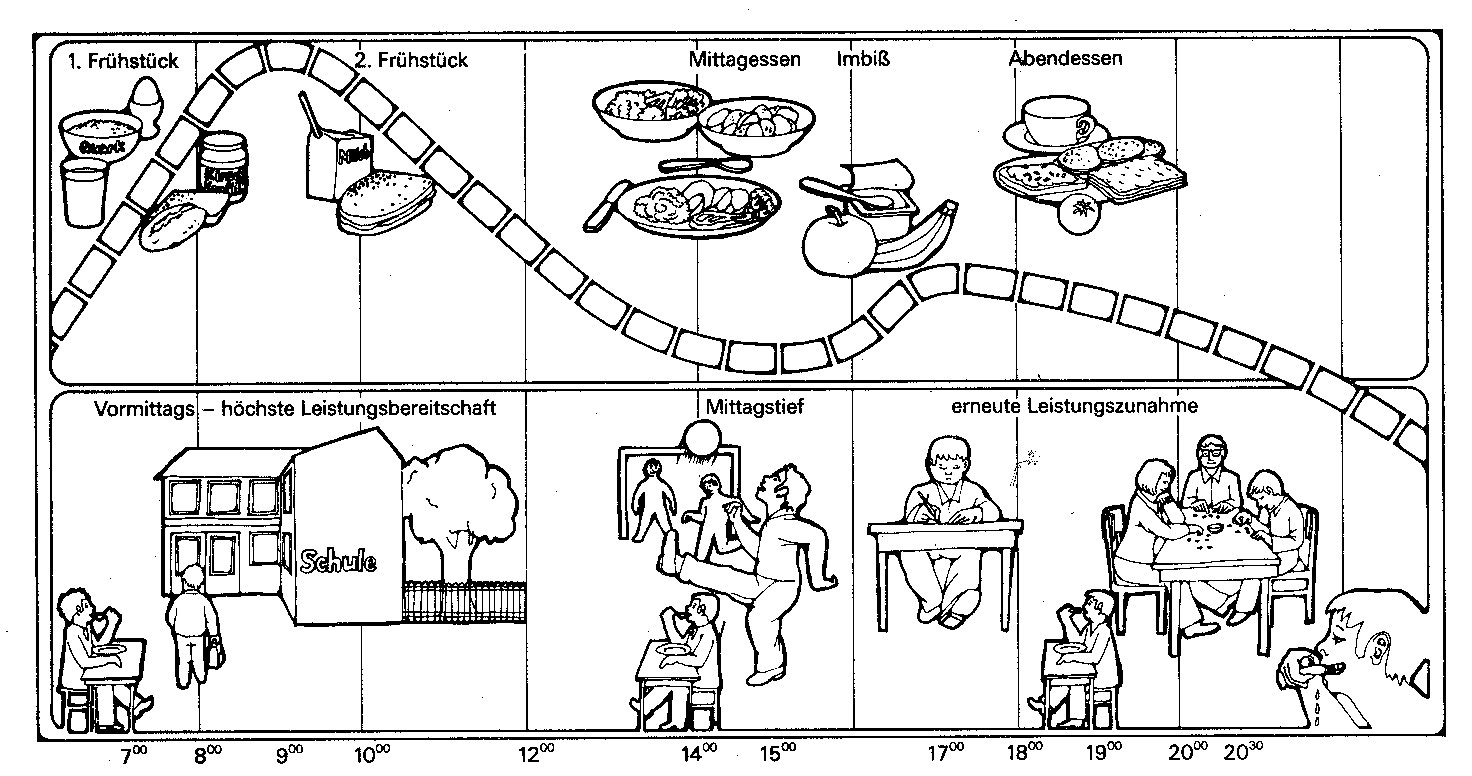 1. Frühstück
2. Frühstück
Mittagessen
Imbiß
Abendessen
Quark
Milch
Vormittags – höchste Leistungsbereitschaft
Mittagstief
erneute Leistungszunahme
Schule
7⁰⁰ 8⁰⁰ 9⁰⁰ 10⁰⁰ 12⁰⁰ 14⁰⁰ 15⁰⁰ 17⁰⁰ 18⁰⁰ 19⁰⁰ 20⁰⁰ 20³⁰